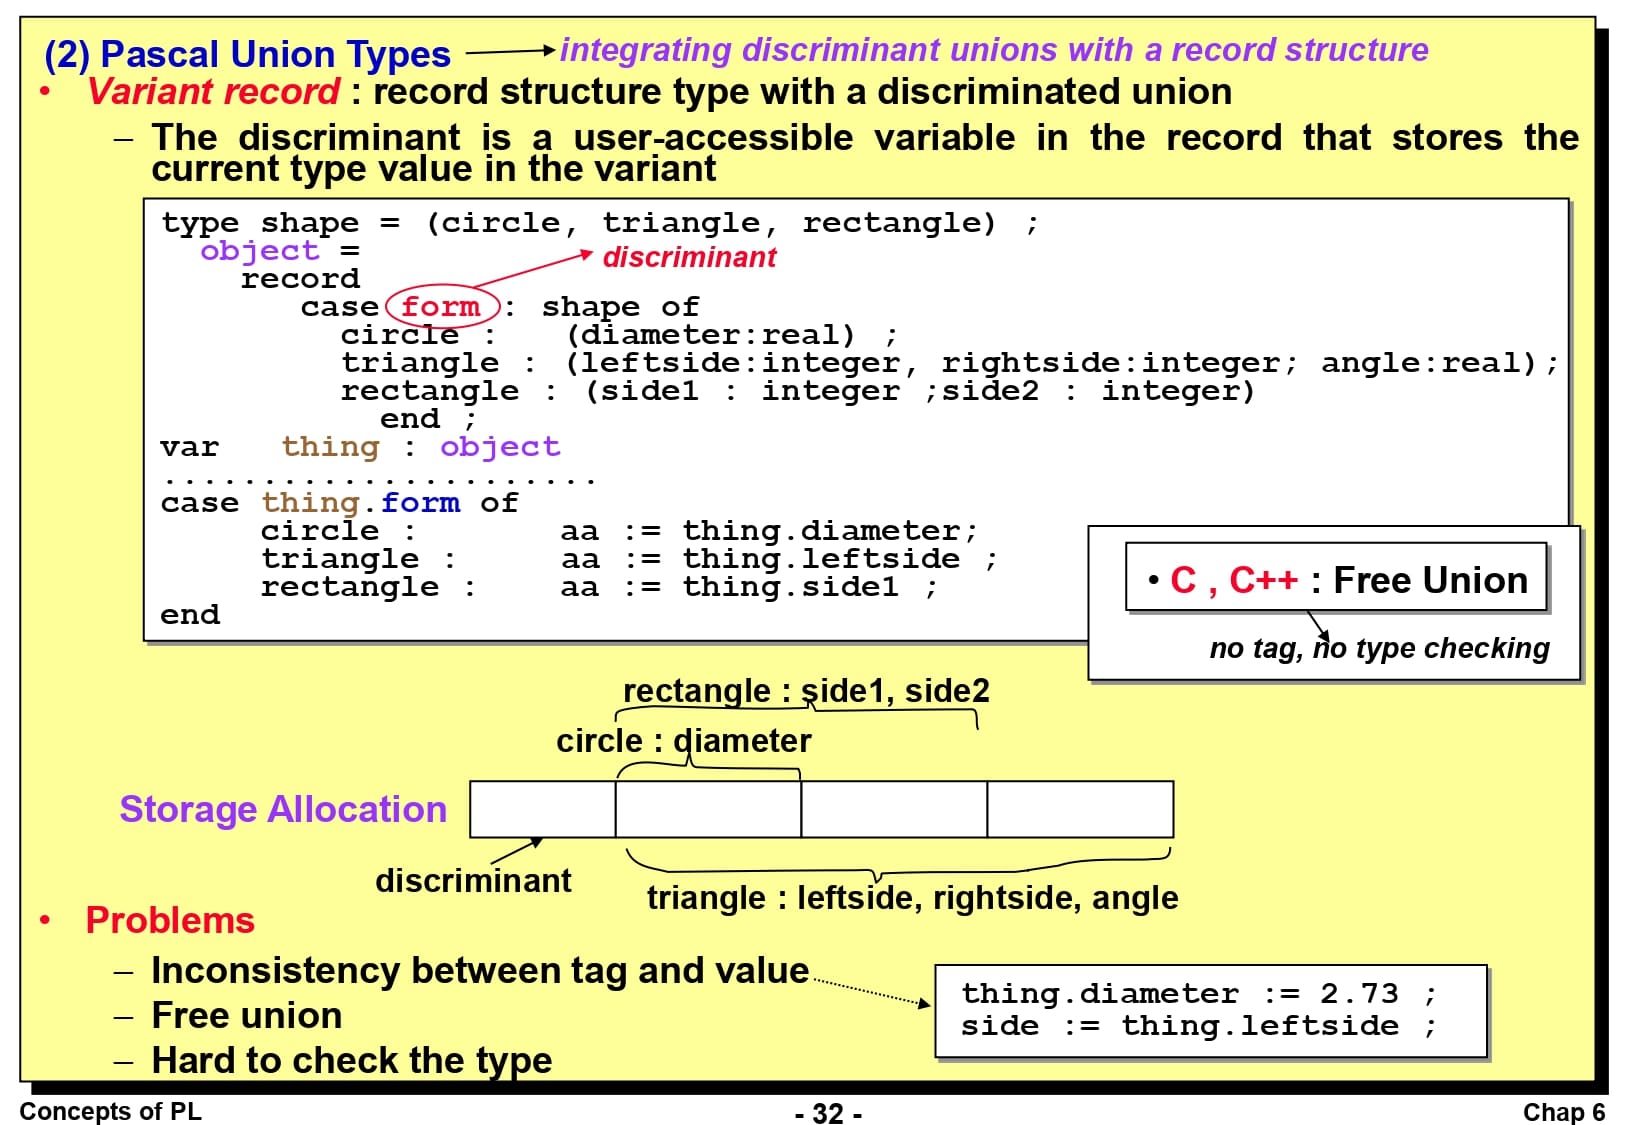 (2) Pascal Union Types
integrating discriminant unions with a record structure
• Variant record : record structure type with a discriminated union
– The discriminant is a user-accessible variable in the record that stores the
current type value in the variant
type shape = (circle, triangle, rectangle) ;
object =
discriminant
record
case form : shape of
circle : (diameter:real) ;
triangle : (leftside:integer, rightside:integer; angle:real);
rectangle : (side1 : integer ;side2 : integer)
end ;
var thing : object
......................
case thing.form of
circle : aa := thing.diameter;
triangle : aa := thing.leftside ;
rectangle : aa := thing.side1 ;
end
• C , C++ : Free Union
no tag, no type checking
rectangle : side1, side2
circle : diameter
Storage Allocation
discriminant
triangle : leftside, rightside, angle
• Problems
– Inconsistency between tag and value
– Free union
– Hard to check the type
thing.diameter := 2.73 ;
side := thing.leftside ;
Concepts of PL
- 32 -
Chap 6